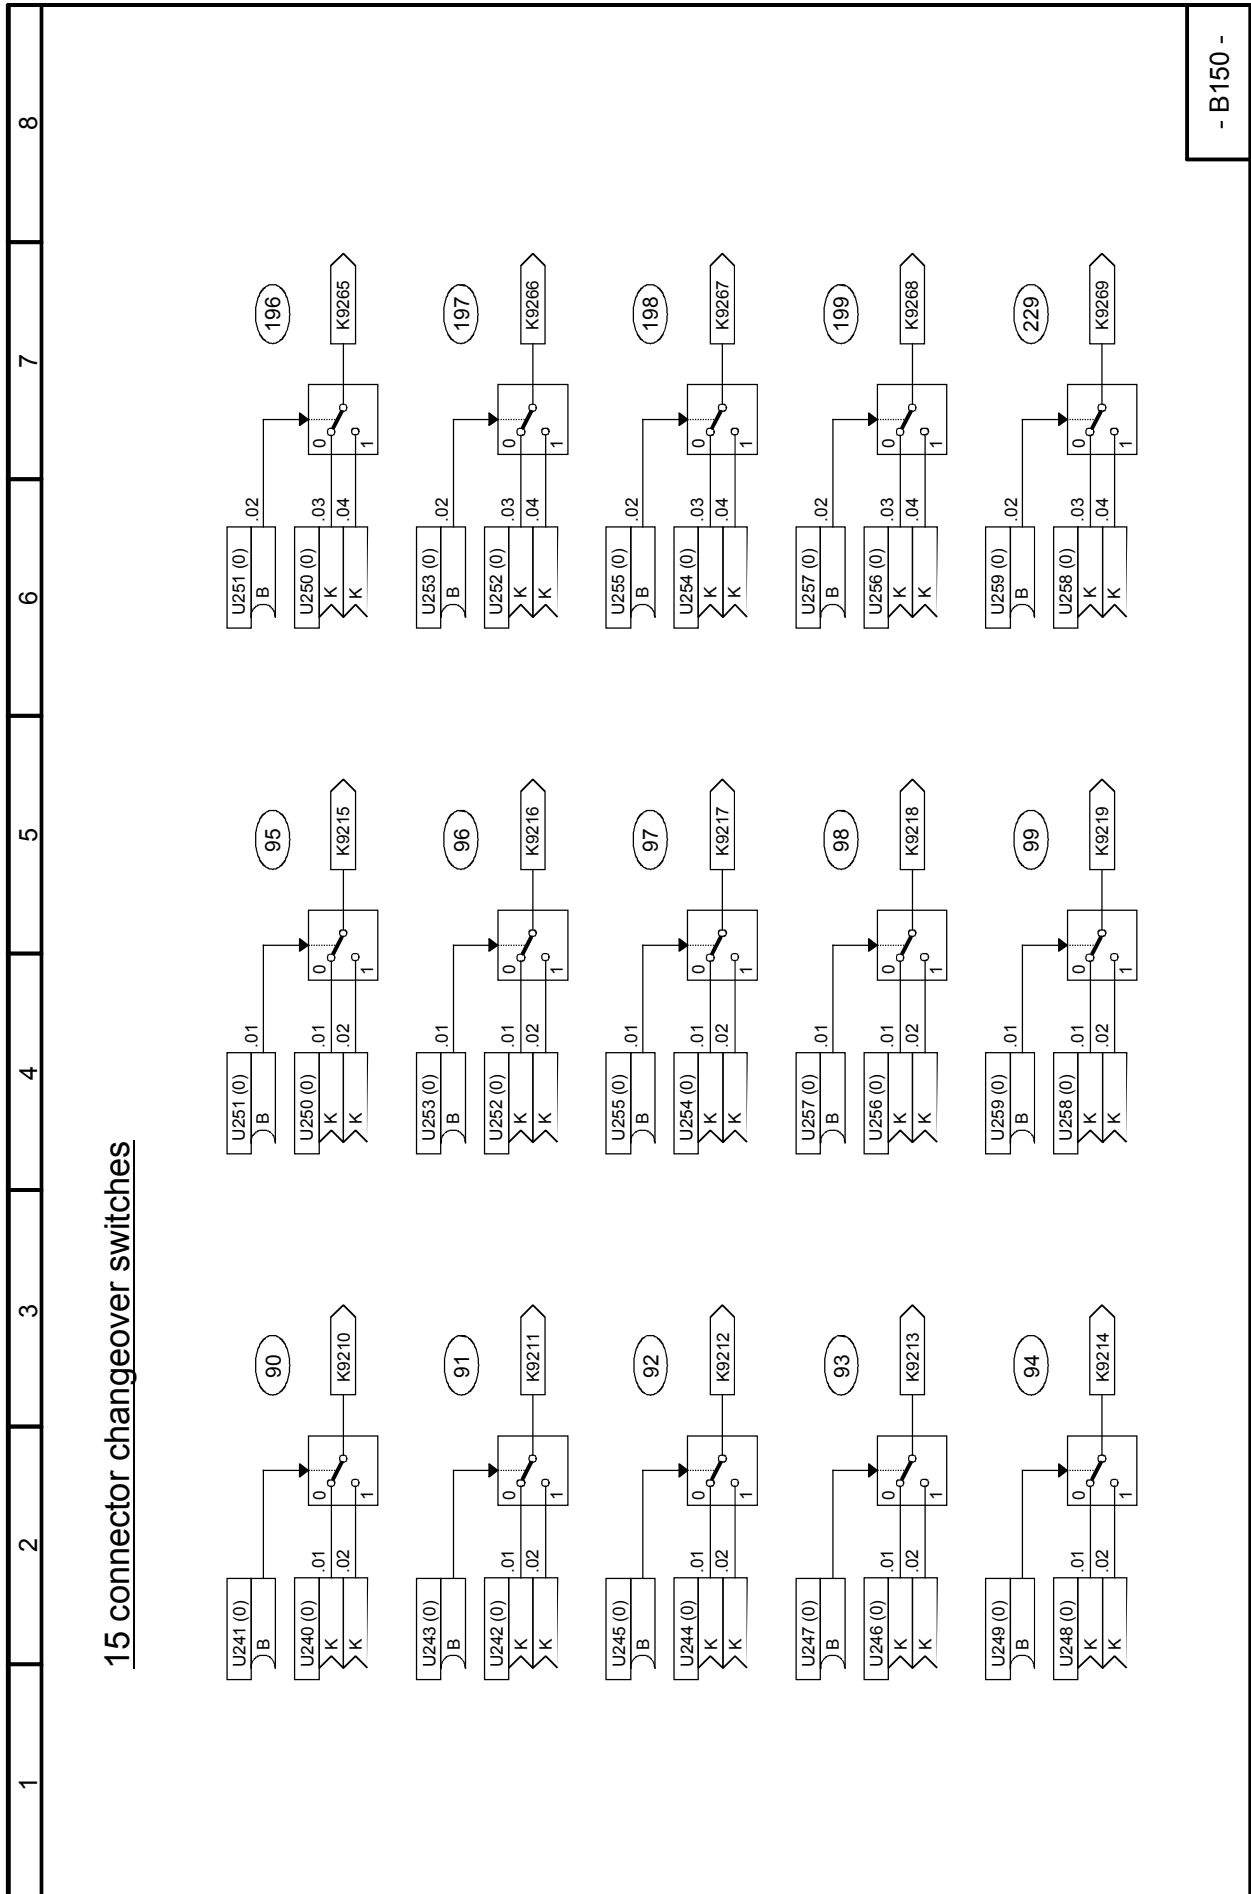 1 2 3 4 5 6 7 8
15 connector changeover switches
U241 (0)
B
90
U240 (0)
K .01
K .02
0
1
K9210
U251 (0)
B .01
95
U250 (0)
K .01
K .02
0
1
K9215
U251 (0)
B .02
196
U250 (0)
K .03
K .04
0
1
K9265
U243 (0)
B
91
U242 (0)
K .01
K .02
0
1
K9211
U253 (0)
B .01
96
U252 (0)
K .01
K .02
0
1
K9216
U253 (0)
B .02
197
U252 (0)
K .03
K .04
0
1
K9266
U245 (0)
B
92
U244 (0)
K .01
K .02
0
1
K9212
U255 (0)
B .01
97
U254 (0)
K .01
K .02
0
1
K9217
U255 (0)
B .02
198
U254 (0)
K .03
K .04
0
1
K9267
U247 (0)
B
93
U246 (0)
K .01
K .02
0
1
K9213
U257 (0)
B .01
98
U256 (0)
K .01
K .02
0
1
K9218
U257 (0)
B .02
199
U256 (0)
K .03
K .04
0
1
K9268
U249 (0)
B
94
U248 (0)
K .01
K .02
0
1
K9214
U259 (0)
B .01
99
U258 (0)
K .01
K .02
0
1
K9219
U259 (0)
B .02
229
U258 (0)
K .03
K .04
0
1
K9269
- B150 -